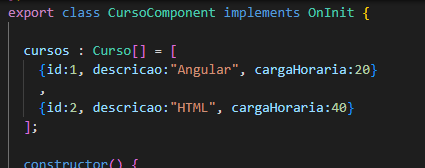 export class CursoComponent implements OnInit {
cursos : Curso[] = [
{id:1, descricao:"Angular", cargaHoraria:20}
,
{id:2, descricao:"HTML", cargaHoraria:40}
];
constructor() {